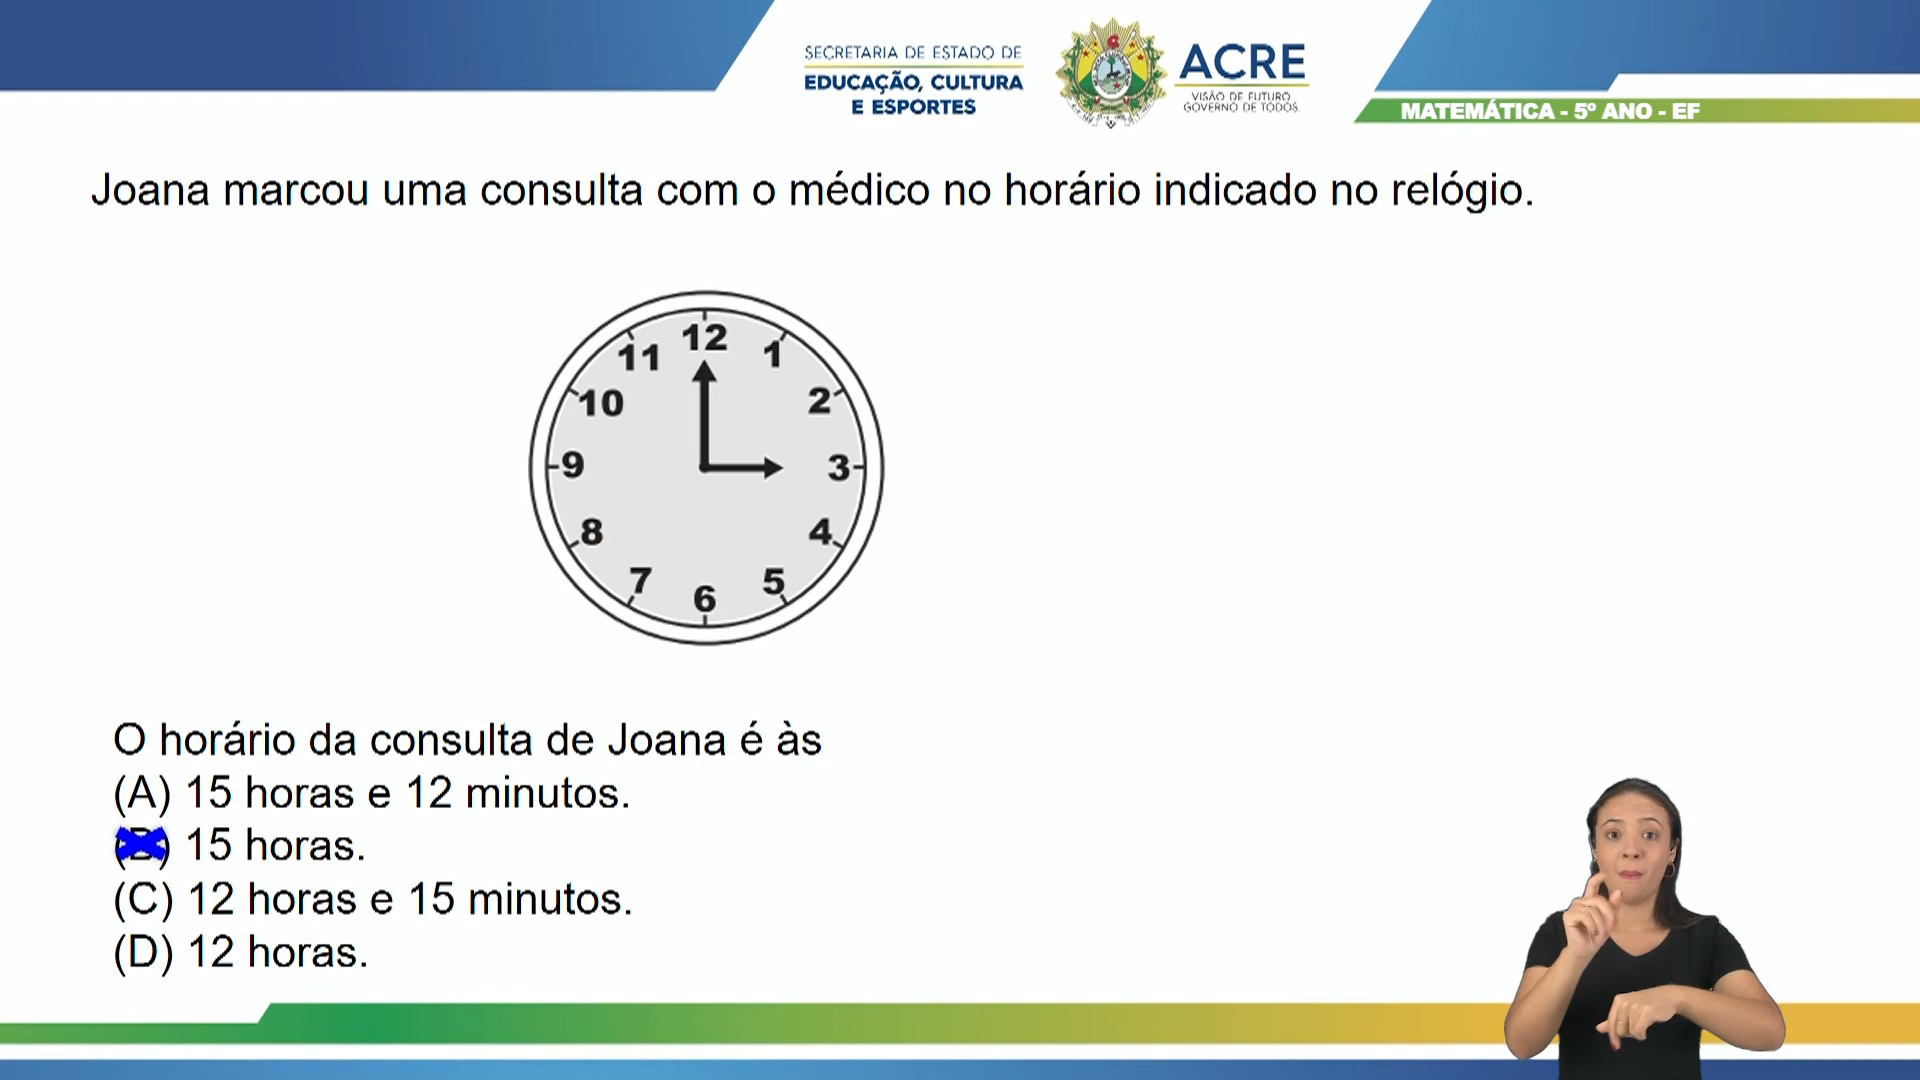 SECRETARIA DE ESTADO DE
EDUCAÇÃO, CULTURA
E ESPORTES
ACRE
VISÃO DE FUTURO.
GOVERNO DE TODOS.
MATEMÁTICA - 5º ANO - EF
Joana marcou uma consulta com o médico no horário indicado no relógio.
12
11
1
10
2
9
3
8
4
7
5
6
O horário da consulta de Joana é às
(A) 15 horas e 12 minutos.
(B) 15 horas.
(C) 12 horas e 15 minutos.
(D) 12 horas.